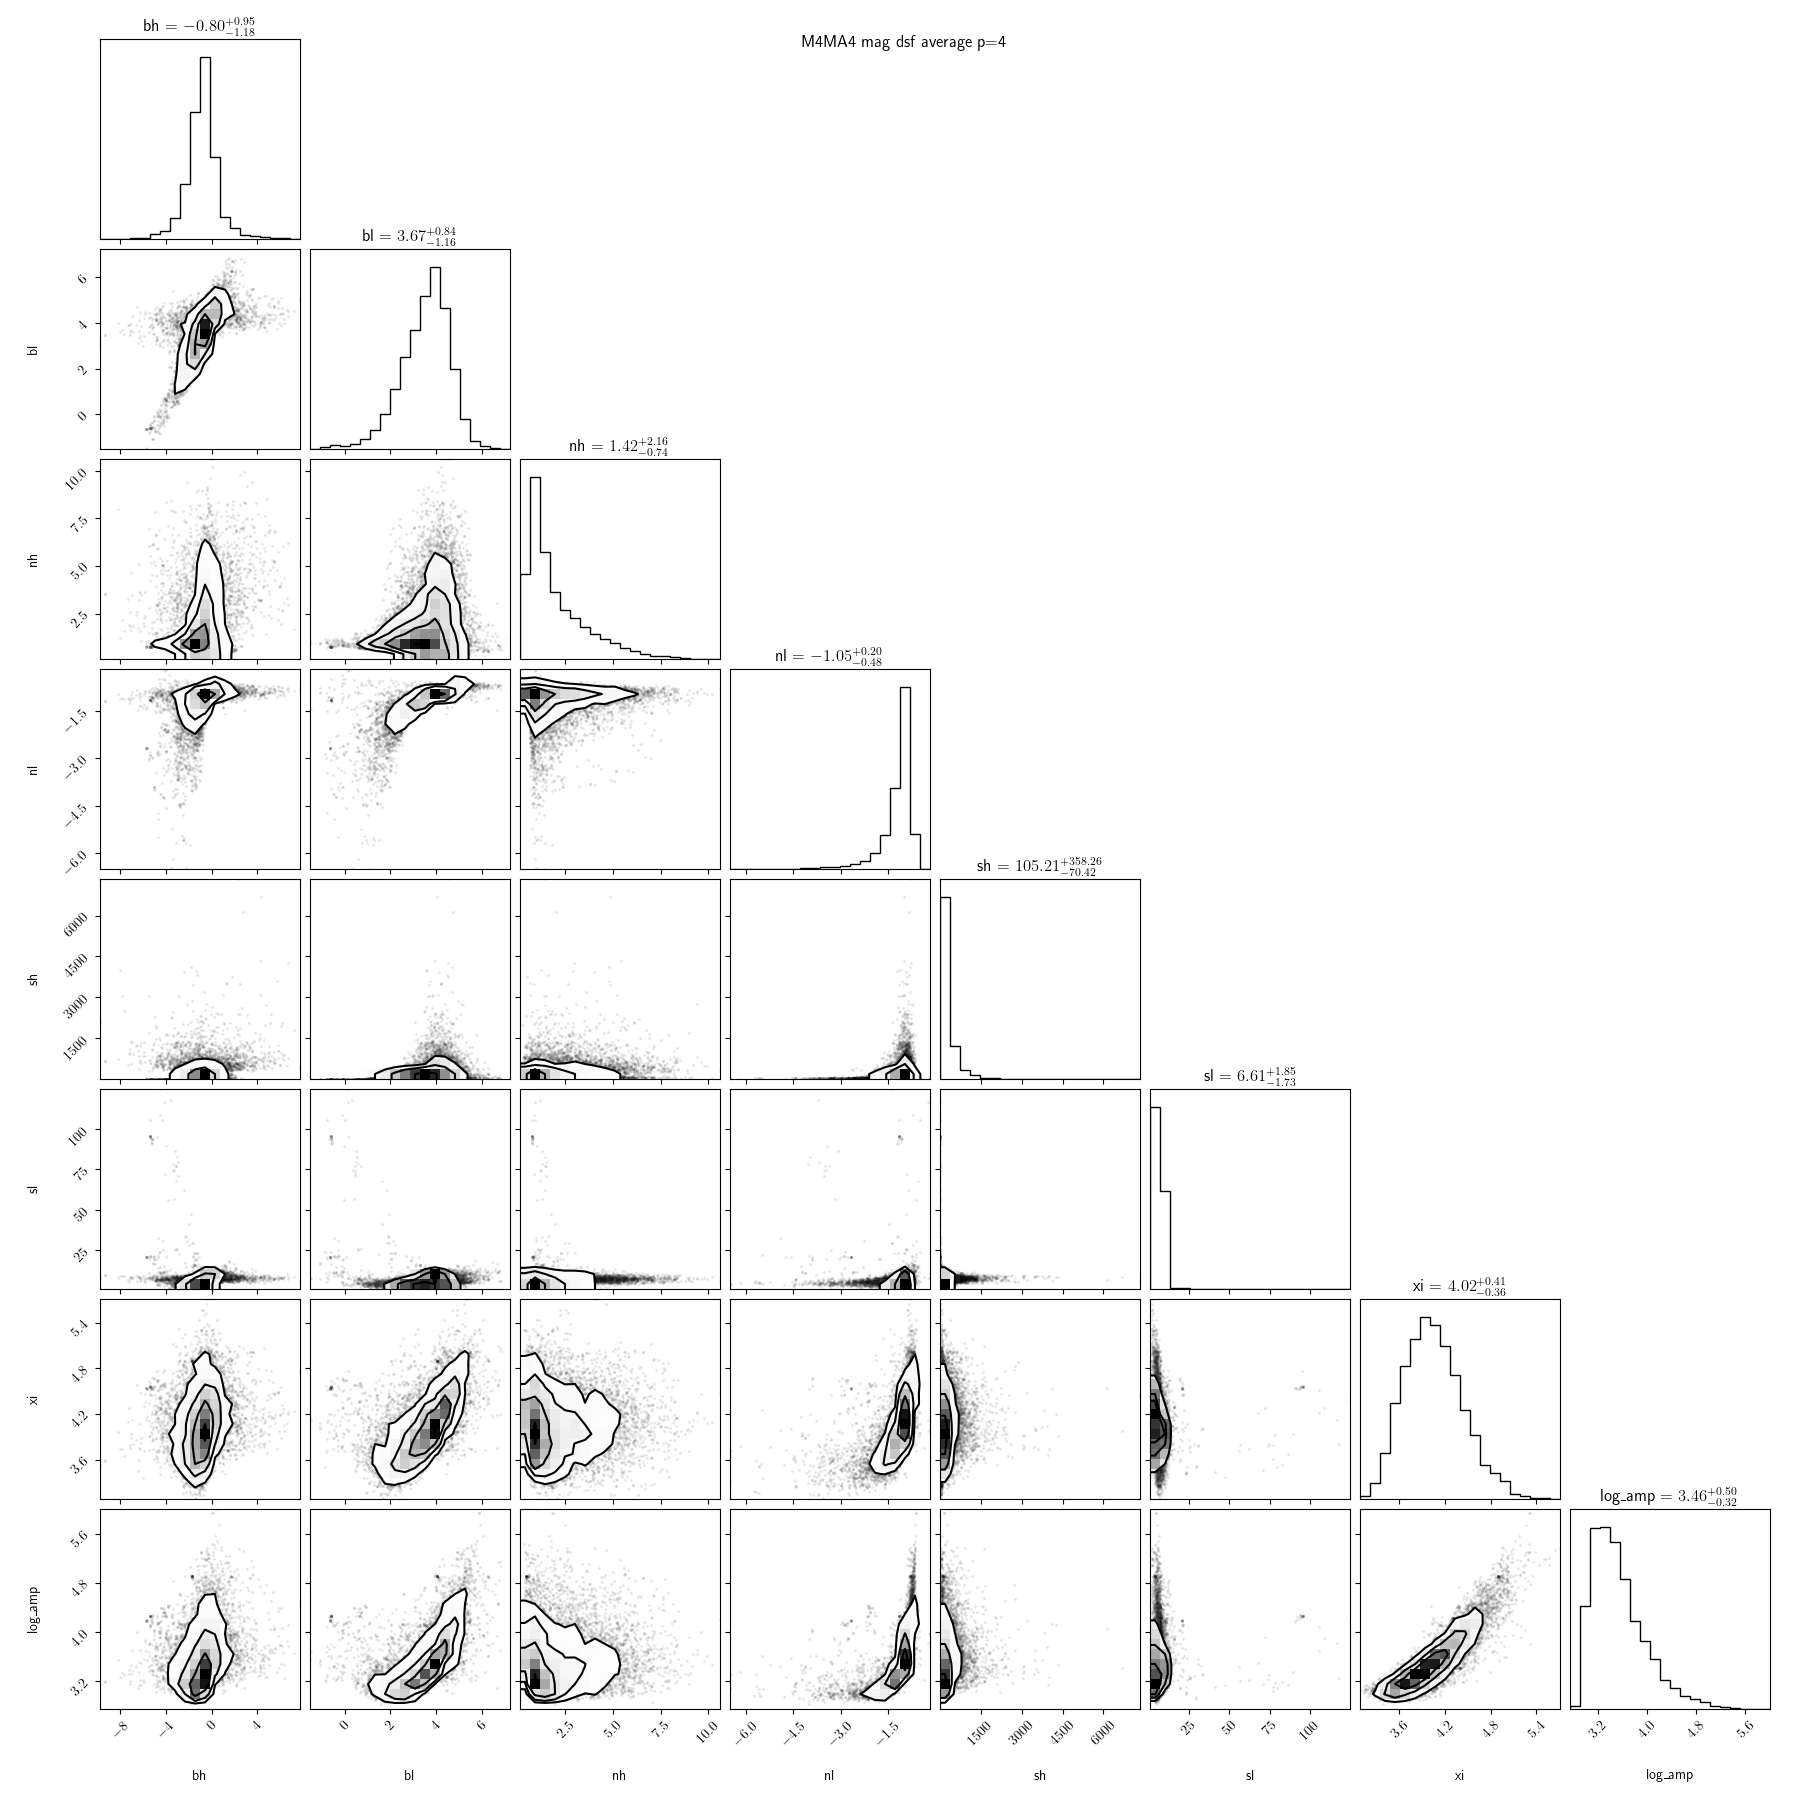 M4MA4 mag dsf average p=4
bh = −0.80 +0.95 −1.18
bl = 3.67 +0.84 −1.16
nh = 1.42 +2.16 −0.74
nl = −1.05 +0.20 −0.48
sh = 105.21 +358.26 −70.42
sl = 6.61 +1.85 −1.73
xi = 4.02 +0.41 −0.36
log_amp = 3.46 +0.50 −0.32
bl
6
4
2
0
nh
10.0
7.5
5.0
2.5
nl
−1.5
−3.0
−4.5
−6.0
sh
6000
4500
3000
1500
sl
100
75
50
25
xi
5.4
4.8
4.2
3.6
log_amp
5.6
4.8
4.0
3.2
−8 −4 0 4
0 2 4 6
2.5 5.0 7.5 10.0
−6.0 −4.5 −3.0 −1.5
1500 3000 4500 6000
25 50 75 100
3.6 4.2 4.8 5.4
3.2 4.0 4.8 5.6
bh bl nh nl sh sl xi log_amp